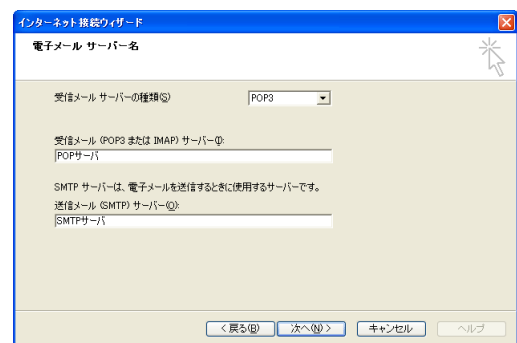 インターネット接続ウィザード
電子メール サーバー名
受信メール サーバーの種類(S)
POP3
受信メール (POP3 または IMAP) サーバー(I):
POPサーバ
SMTP サーバーは、電子メールを送信するときに使用するサーバーです。
送信メール (SMTP) サーバー(O):
SMTPサーバ
< 戻る(B)
次へ(N) >
キャンセル
ヘルプ